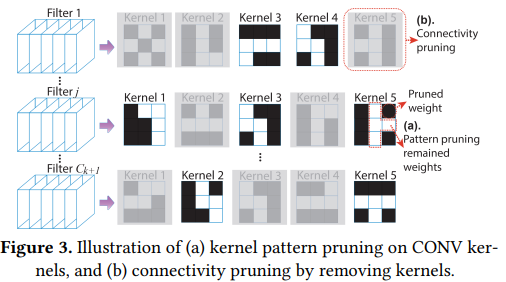 Filter 1
Kernel 1 Kernel 2 Kernel 3 Kernel 4 Kernel 5
(b).
Connectivity
pruning
Filter j
Kernel 1 Kernel 2 Kernel 3 Kernel 4 Kernel 5
Pruned
weight
(a).
Pattern pruning
remained
weights
Filter Ck+1
Kernel 1 Kernel 2 Kernel 3 Kernel 4 Kernel 5
Figure 3. Illustration of (a) kernel pattern pruning on CONV ker-
nels, and (b) connectivity pruning by removing kernels.